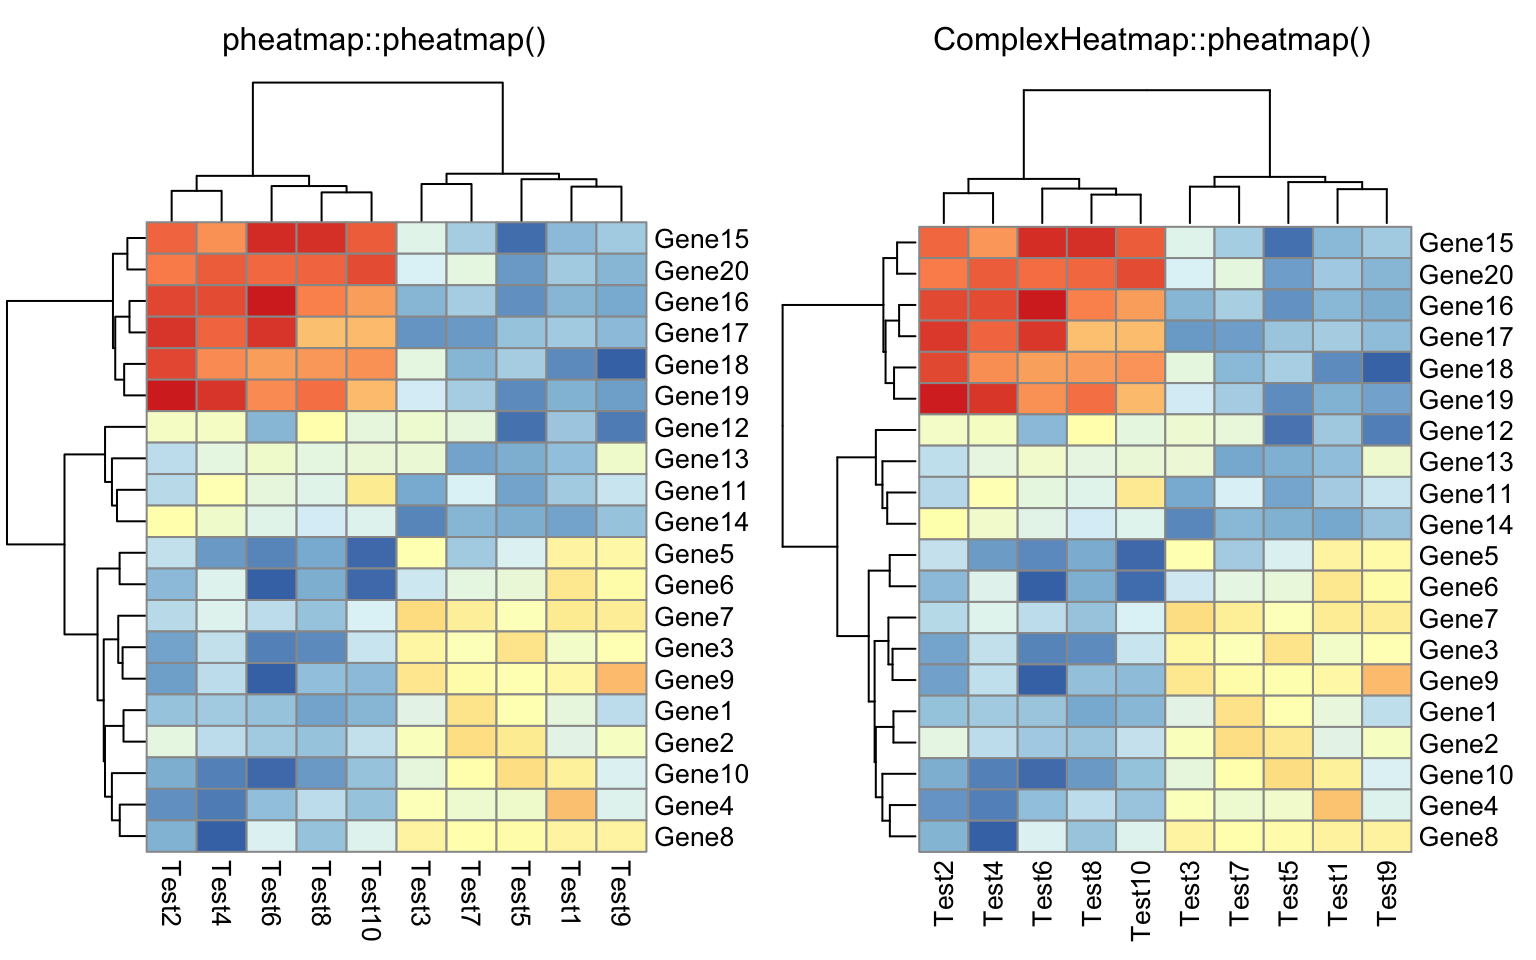 pheatmap::pheatmap()
Gene15
Gene20
Gene16
Gene17
Gene18
Gene19
Gene12
Gene13
Gene11
Gene14
Gene5
Gene6
Gene7
Gene3
Gene9
Gene1
Gene2
Gene10
Gene4
Gene8
Test2
Test4
Test6
Test8
Test10
Test3
Test7
Test5
Test1
Test9
ComplexHeatmap::pheatmap()
Gene15
Gene20
Gene16
Gene17
Gene18
Gene19
Gene12
Gene13
Gene11
Gene14
Gene5
Gene6
Gene7
Gene3
Gene9
Gene1
Gene2
Gene10
Gene4
Gene8
Test2
Test4
Test6
Test8
Test10
Test3
Test7
Test5
Test1
Test9